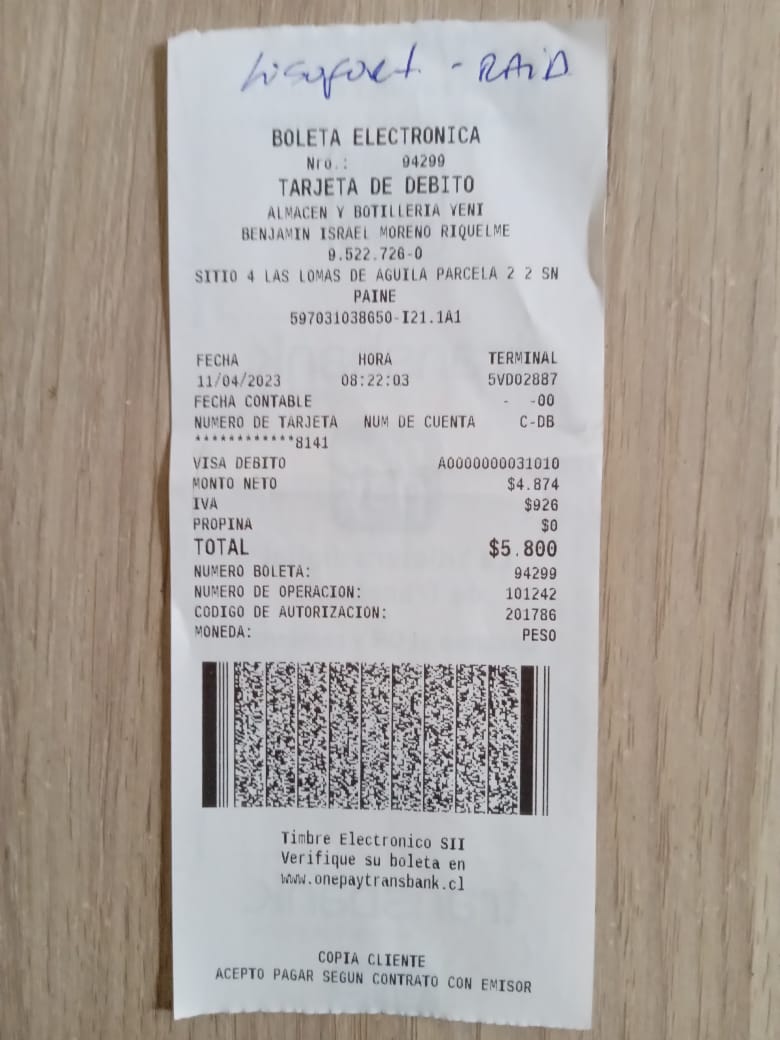 Lisofort. - RAID
BOLETA ELECTRONICA
Nro.: 94299
TARJETA DE DEBITO
ALMACEN Y BOTILLERIA YENI
BENJAMIN ISRAEL MORENO RIQUELME
9.522.726-0
SITIO 4 LAS LOMAS DE AGUILA PARCELA 2 2 SN
PAINE
597031038650-I21.1A1
FECHA HORA TERMINAL
11/04/2023 08:22:03 5VD02887
FECHA CONTABLE - -00
NUMERO DE TARJETA NUM DE CUENTA C-DB
************8141
VISA DEBITO A0000000031010
MONTO NETO $4.874
IVA $926
PROPINA $0
TOTAL $5.800
NUMERO BOLETA: 94299
NUMERO DE OPERACION: 101242
CODIGO DE AUTORIZACION: 201786
MONEDA: PESO
Timbre Electronico SII
Verifique su boleta en
www.onepaytransbank.cl
COPIA CLIENTE
ACEPTO PAGAR SEGUN CONTRATO CON EMISOR